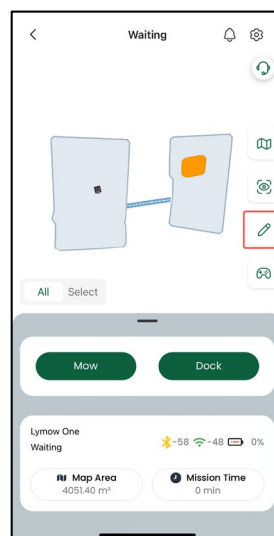 Waiting
All Select
Mow Dock
Lymow One
Waiting
-58 -48 0%
Map Area
4051.40 m²
Mission Time
0 min